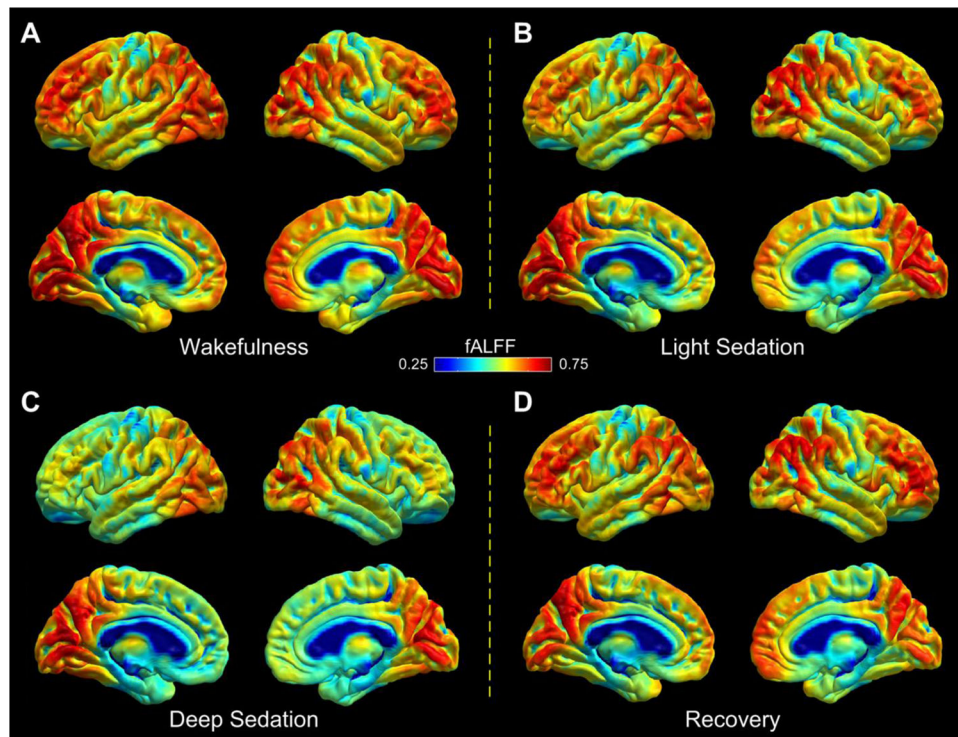 A
B
Wakefulness
Light Sedation
fALFF
0.25
0.75
C
D
Deep Sedation
Recovery